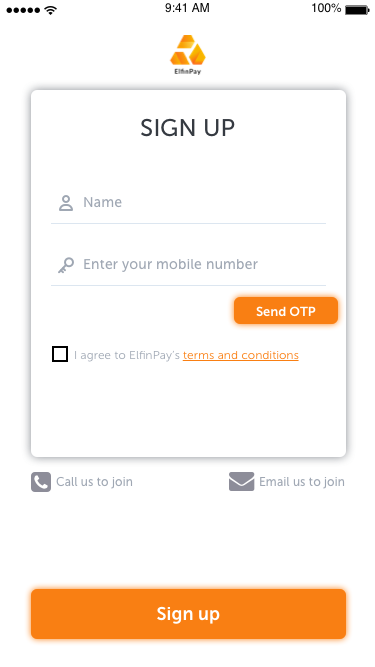 9:41 AM 100%
ElfinPay
SIGN UP
Name
Enter your mobile number
Send OTP
I agree to ElfinPay's terms and conditions
Call us to join Email us to join
Sign up